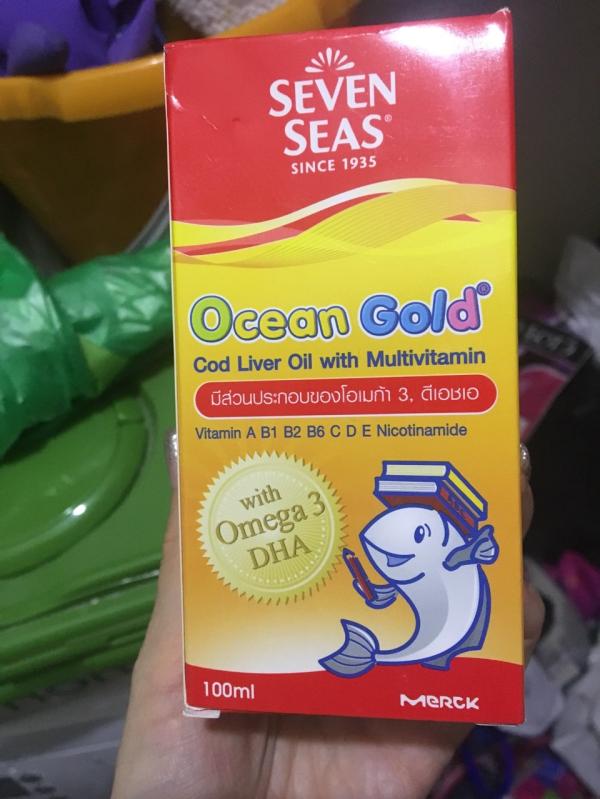 SEVEN
SEAS®
SINCE 1935
Ocean Gold®
Cod Liver Oil with Multivitamin
มีส่วนประกอบของโอเมก้า 3, ดีเอชเอ
Vitamin A B1 B2 B6 C D E Nicotinamide
with
Omega 3
DHA
100ml
MERCK